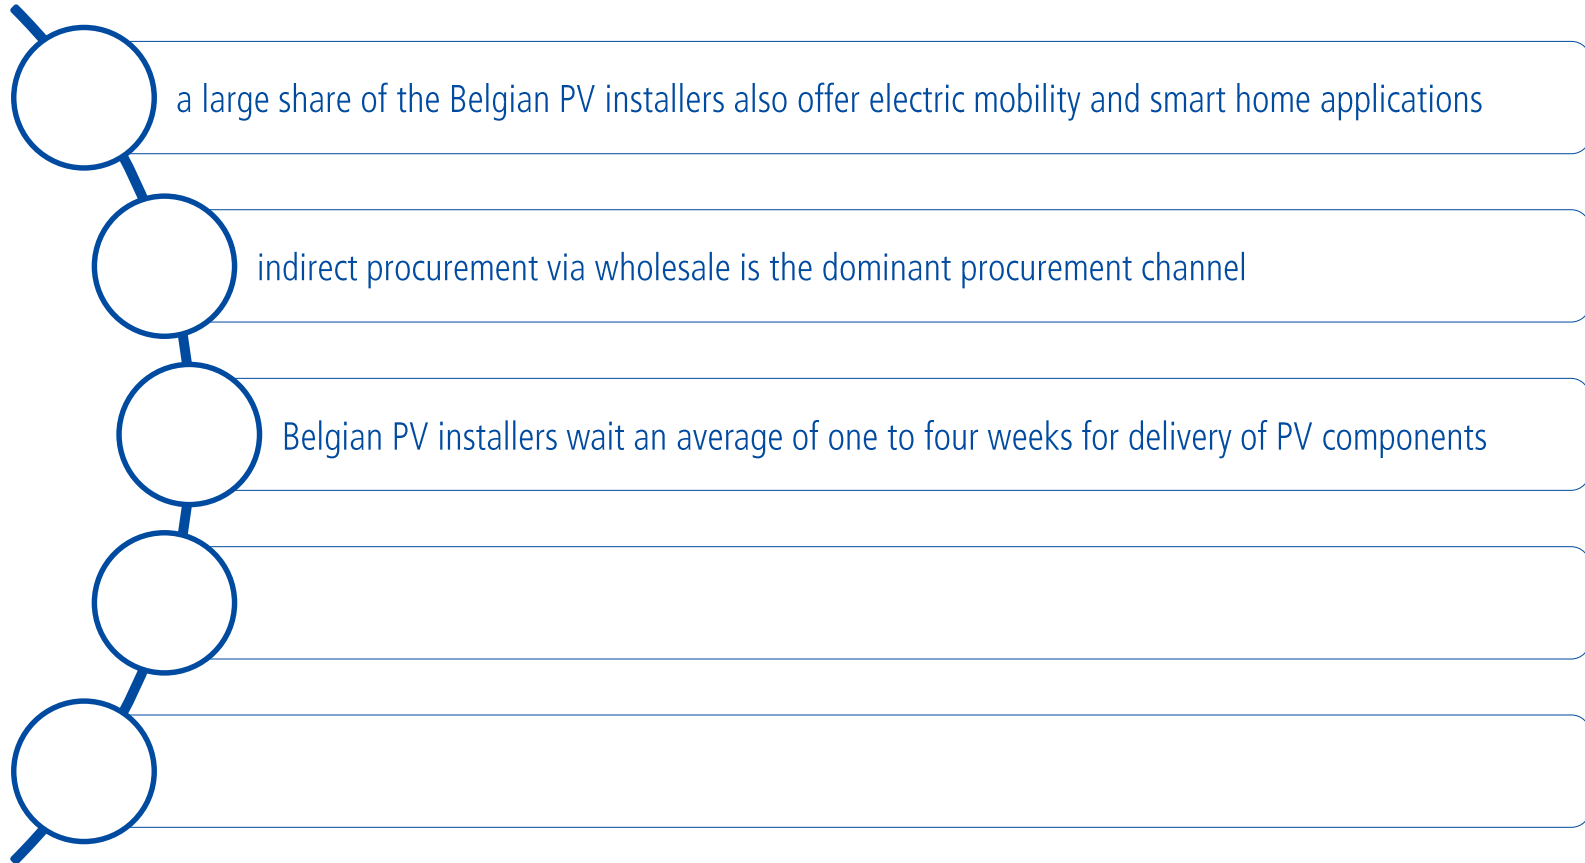 a large share of the Belgian PV installers also offer electric mobility and smart home applications
indirect procurement via wholesale is the dominant procurement channel
Belgian PV installers wait an average of one to four weeks for delivery of PV components